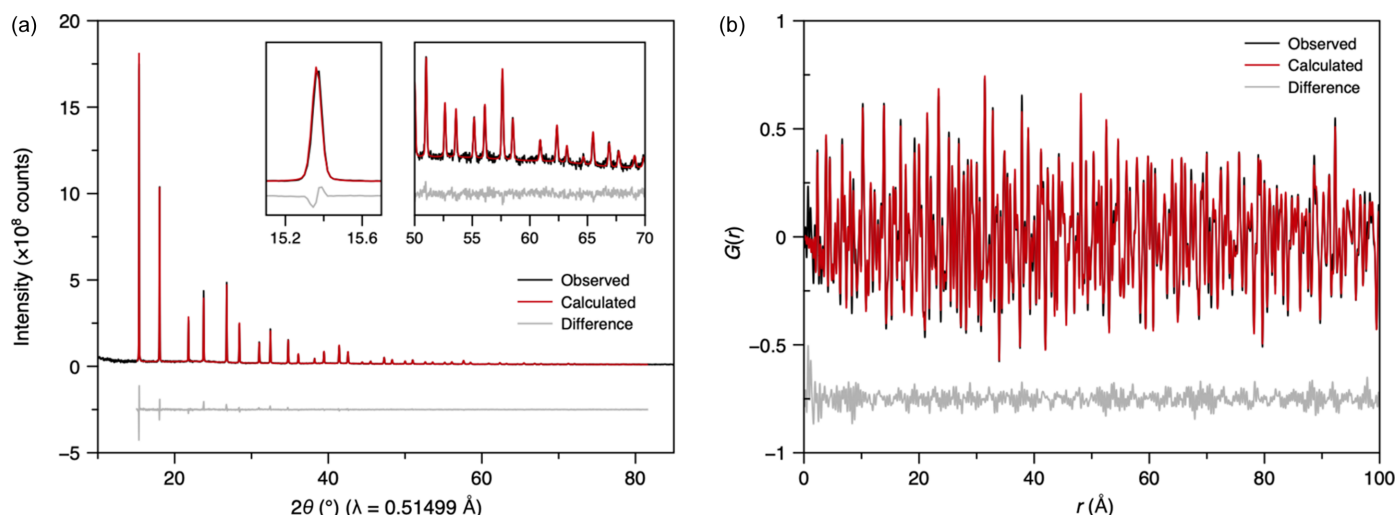 (a)
20
15
10
5
0
−5
Intensity (×10⁸ counts)
15.2
15.6
50
55
60
65
70
Observed
Calculated
Difference
20
40
60
80
2θ (°) (λ = 0.51499 Å)
(b)
1
0.5
0
−0.5
−1
G(r)
Observed
Calculated
Difference
0
20
40
60
80
100
r (Å)